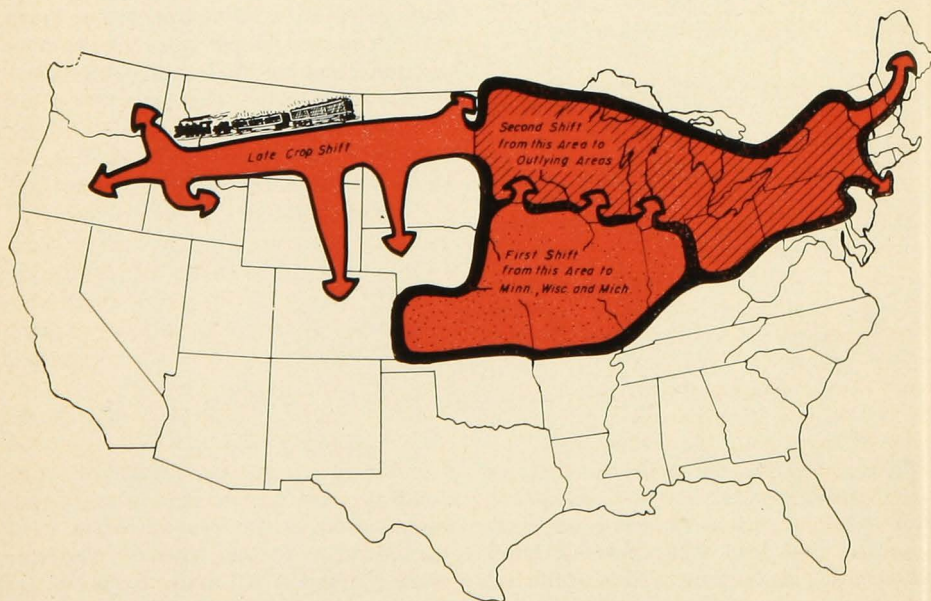 Late Crop Shift
Second Shift
from this Area to
Outlying Areas
First Shift
from this Area to
Minn., Wisc. and Mich.